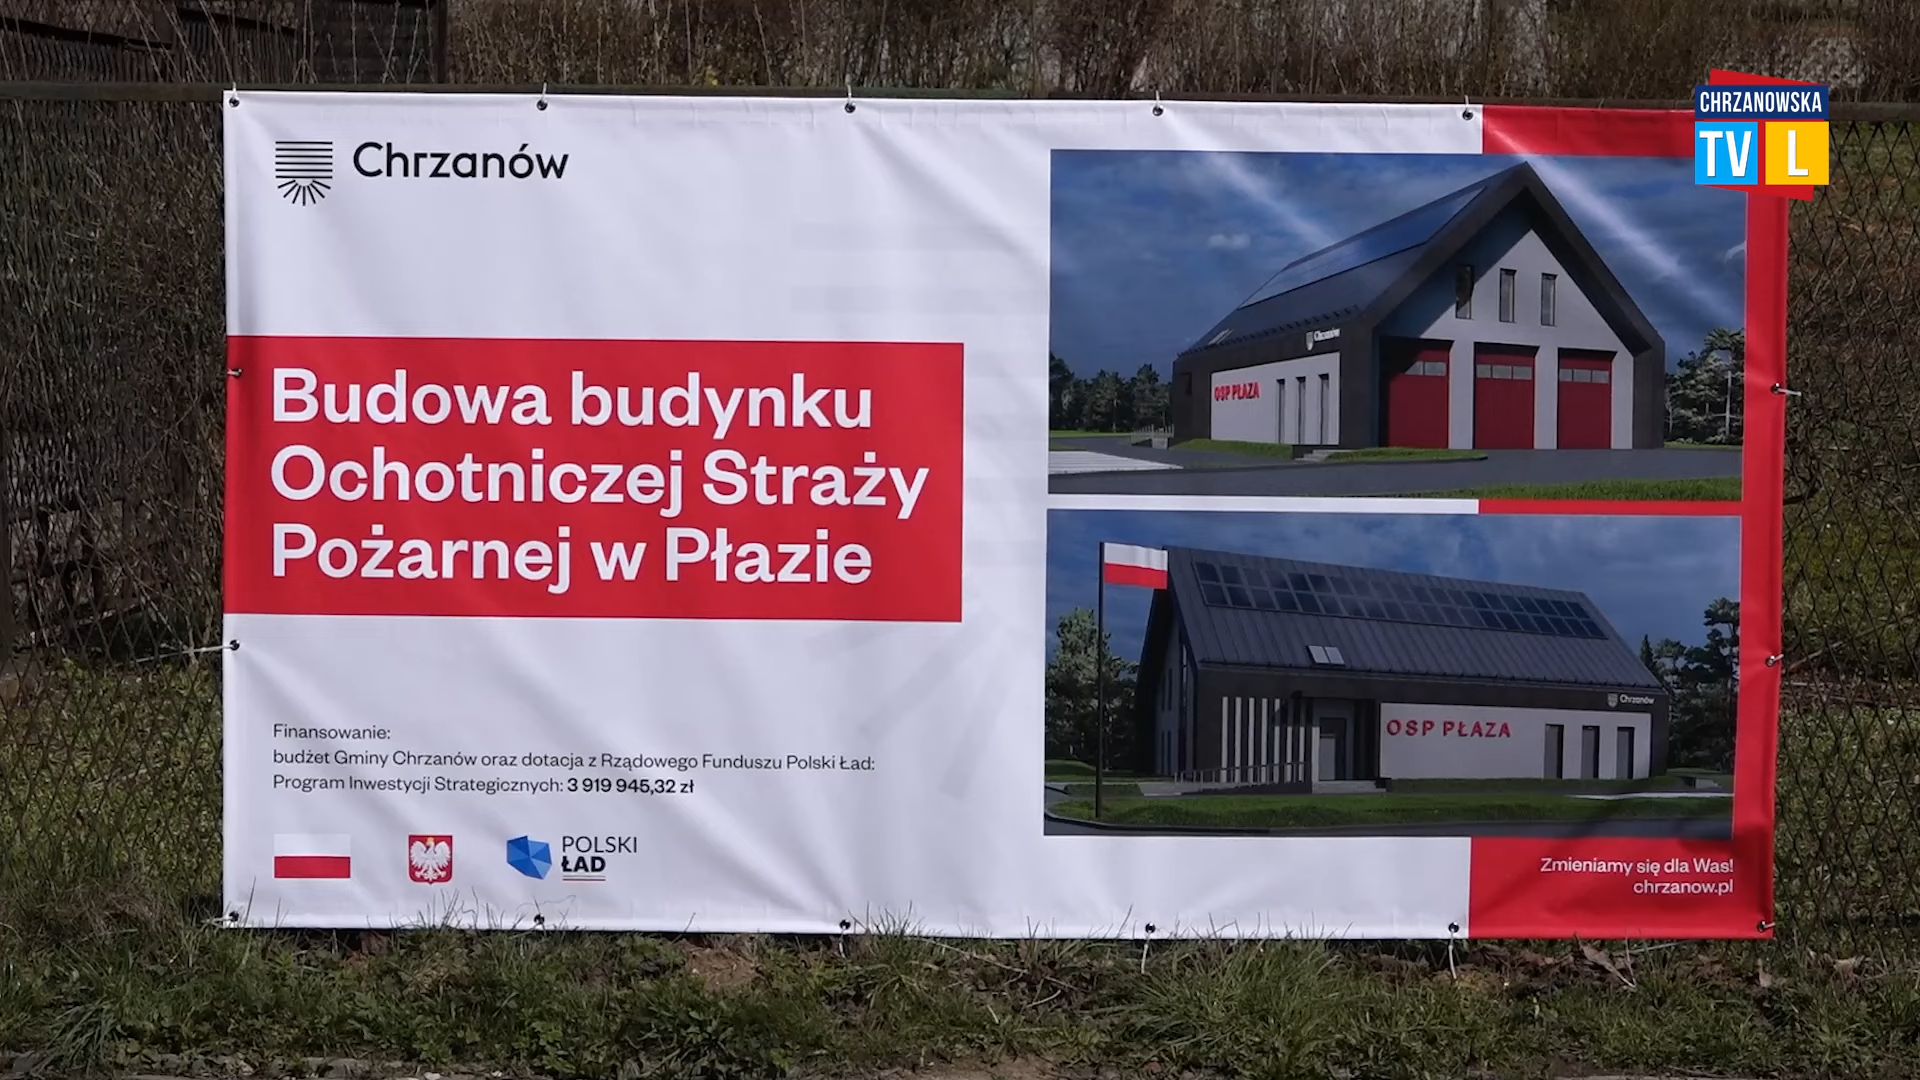 CHRZANOWSKA
TV L
Chrzanów
Budowa budynku
Ochotniczej Straży
Pożarnej w Płazie
Finansowanie:
budżet Gminy Chrzanów oraz dotacja z Rządowego Funduszu Polski Ład:
Program Inwestycji Strategicznych: 3 919 945,32 zł
POLSKI
ŁAD
Chrzanów
OSP PŁAZA
Chrzanów
OSP PŁAZA
Zmieniamy się dla Was!
chrzanow.pl